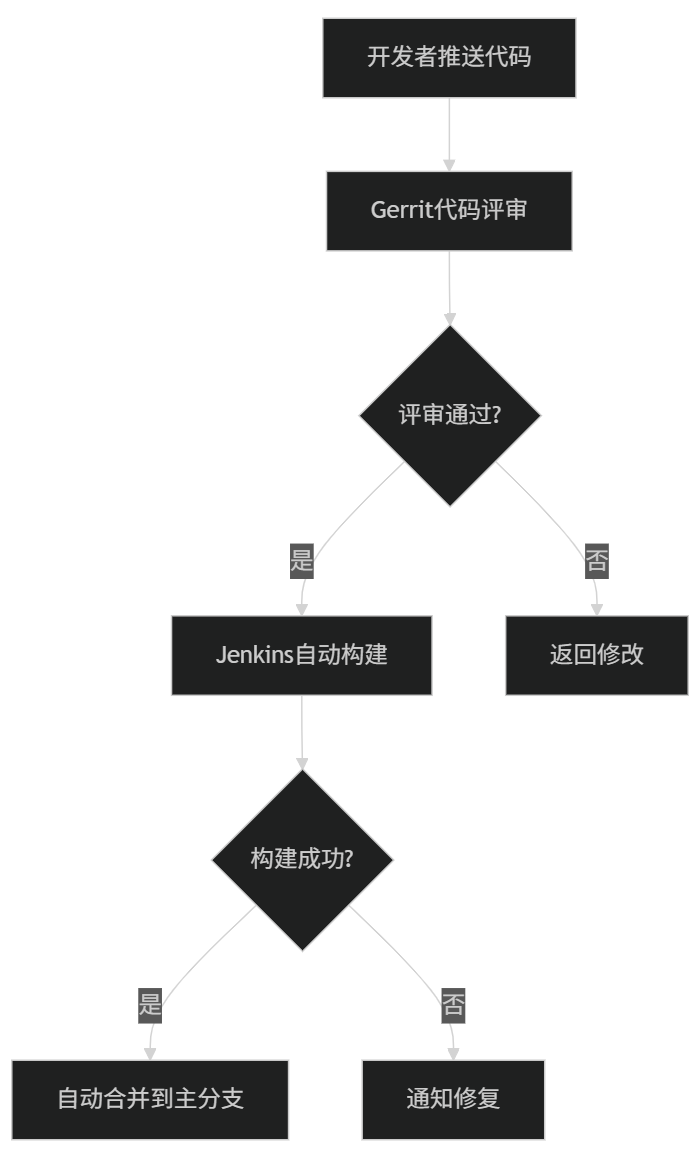 开发者推送代码
Gerrit代码评审
评审通过?
是
否
Jenkins自动构建
返回修改
构建成功?
是
否
自动合并到主分支
通知修复